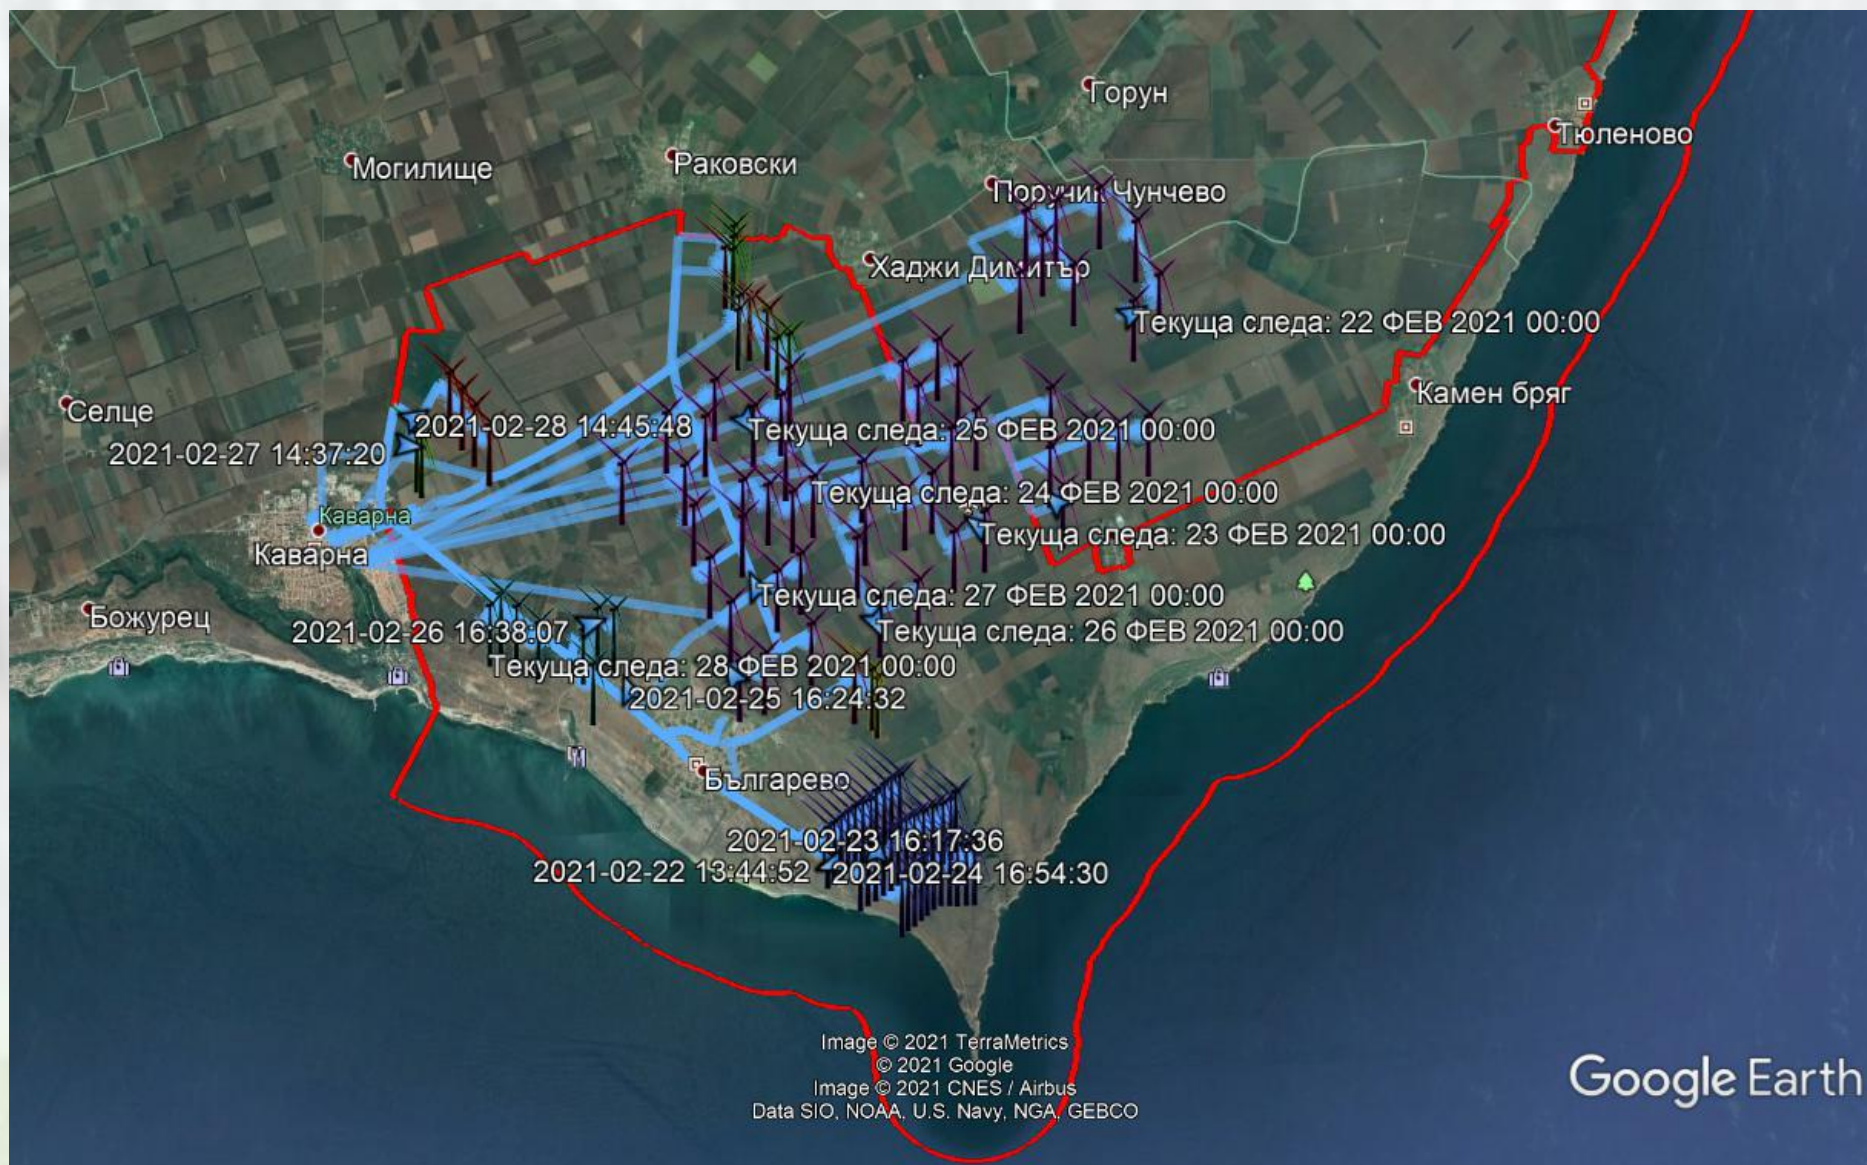 Горун
Тюленово
Могилище
Раковски
Поручик Чунчево
Хаджи Димитър
Текуща следа: 22 ФЕВ 2021 00:00
Камен бряг
Селце
2021-02-28 14:45:48
Текуща следа: 25 ФЕВ 2021 00:00
2021-02-27 14:37:20
Текуща следа: 24 ФЕВ 2021 00:00
Каварна
Текуща следа: 23 ФЕВ 2021 00:00
Каварна
Текуща следа: 27 ФЕВ 2021 00:00
Божурец
2021-02-26 16:38:07
Текуща следа: 26 ФЕВ 2021 00:00
Текуща следа: 28 ФЕВ 2021 00:00
2021-02-25 16:24:32
Българево
2021-02-23 16:17:36
2021-02-22 13:44:52
2021-02-24 16:54:30
Image © 2021 TerraMetrics
© 2021 Google
Image © 2021 CNES / Airbus
Data SIO, NOAA, U.S. Navy, NGA, GEBCO
Google Earth